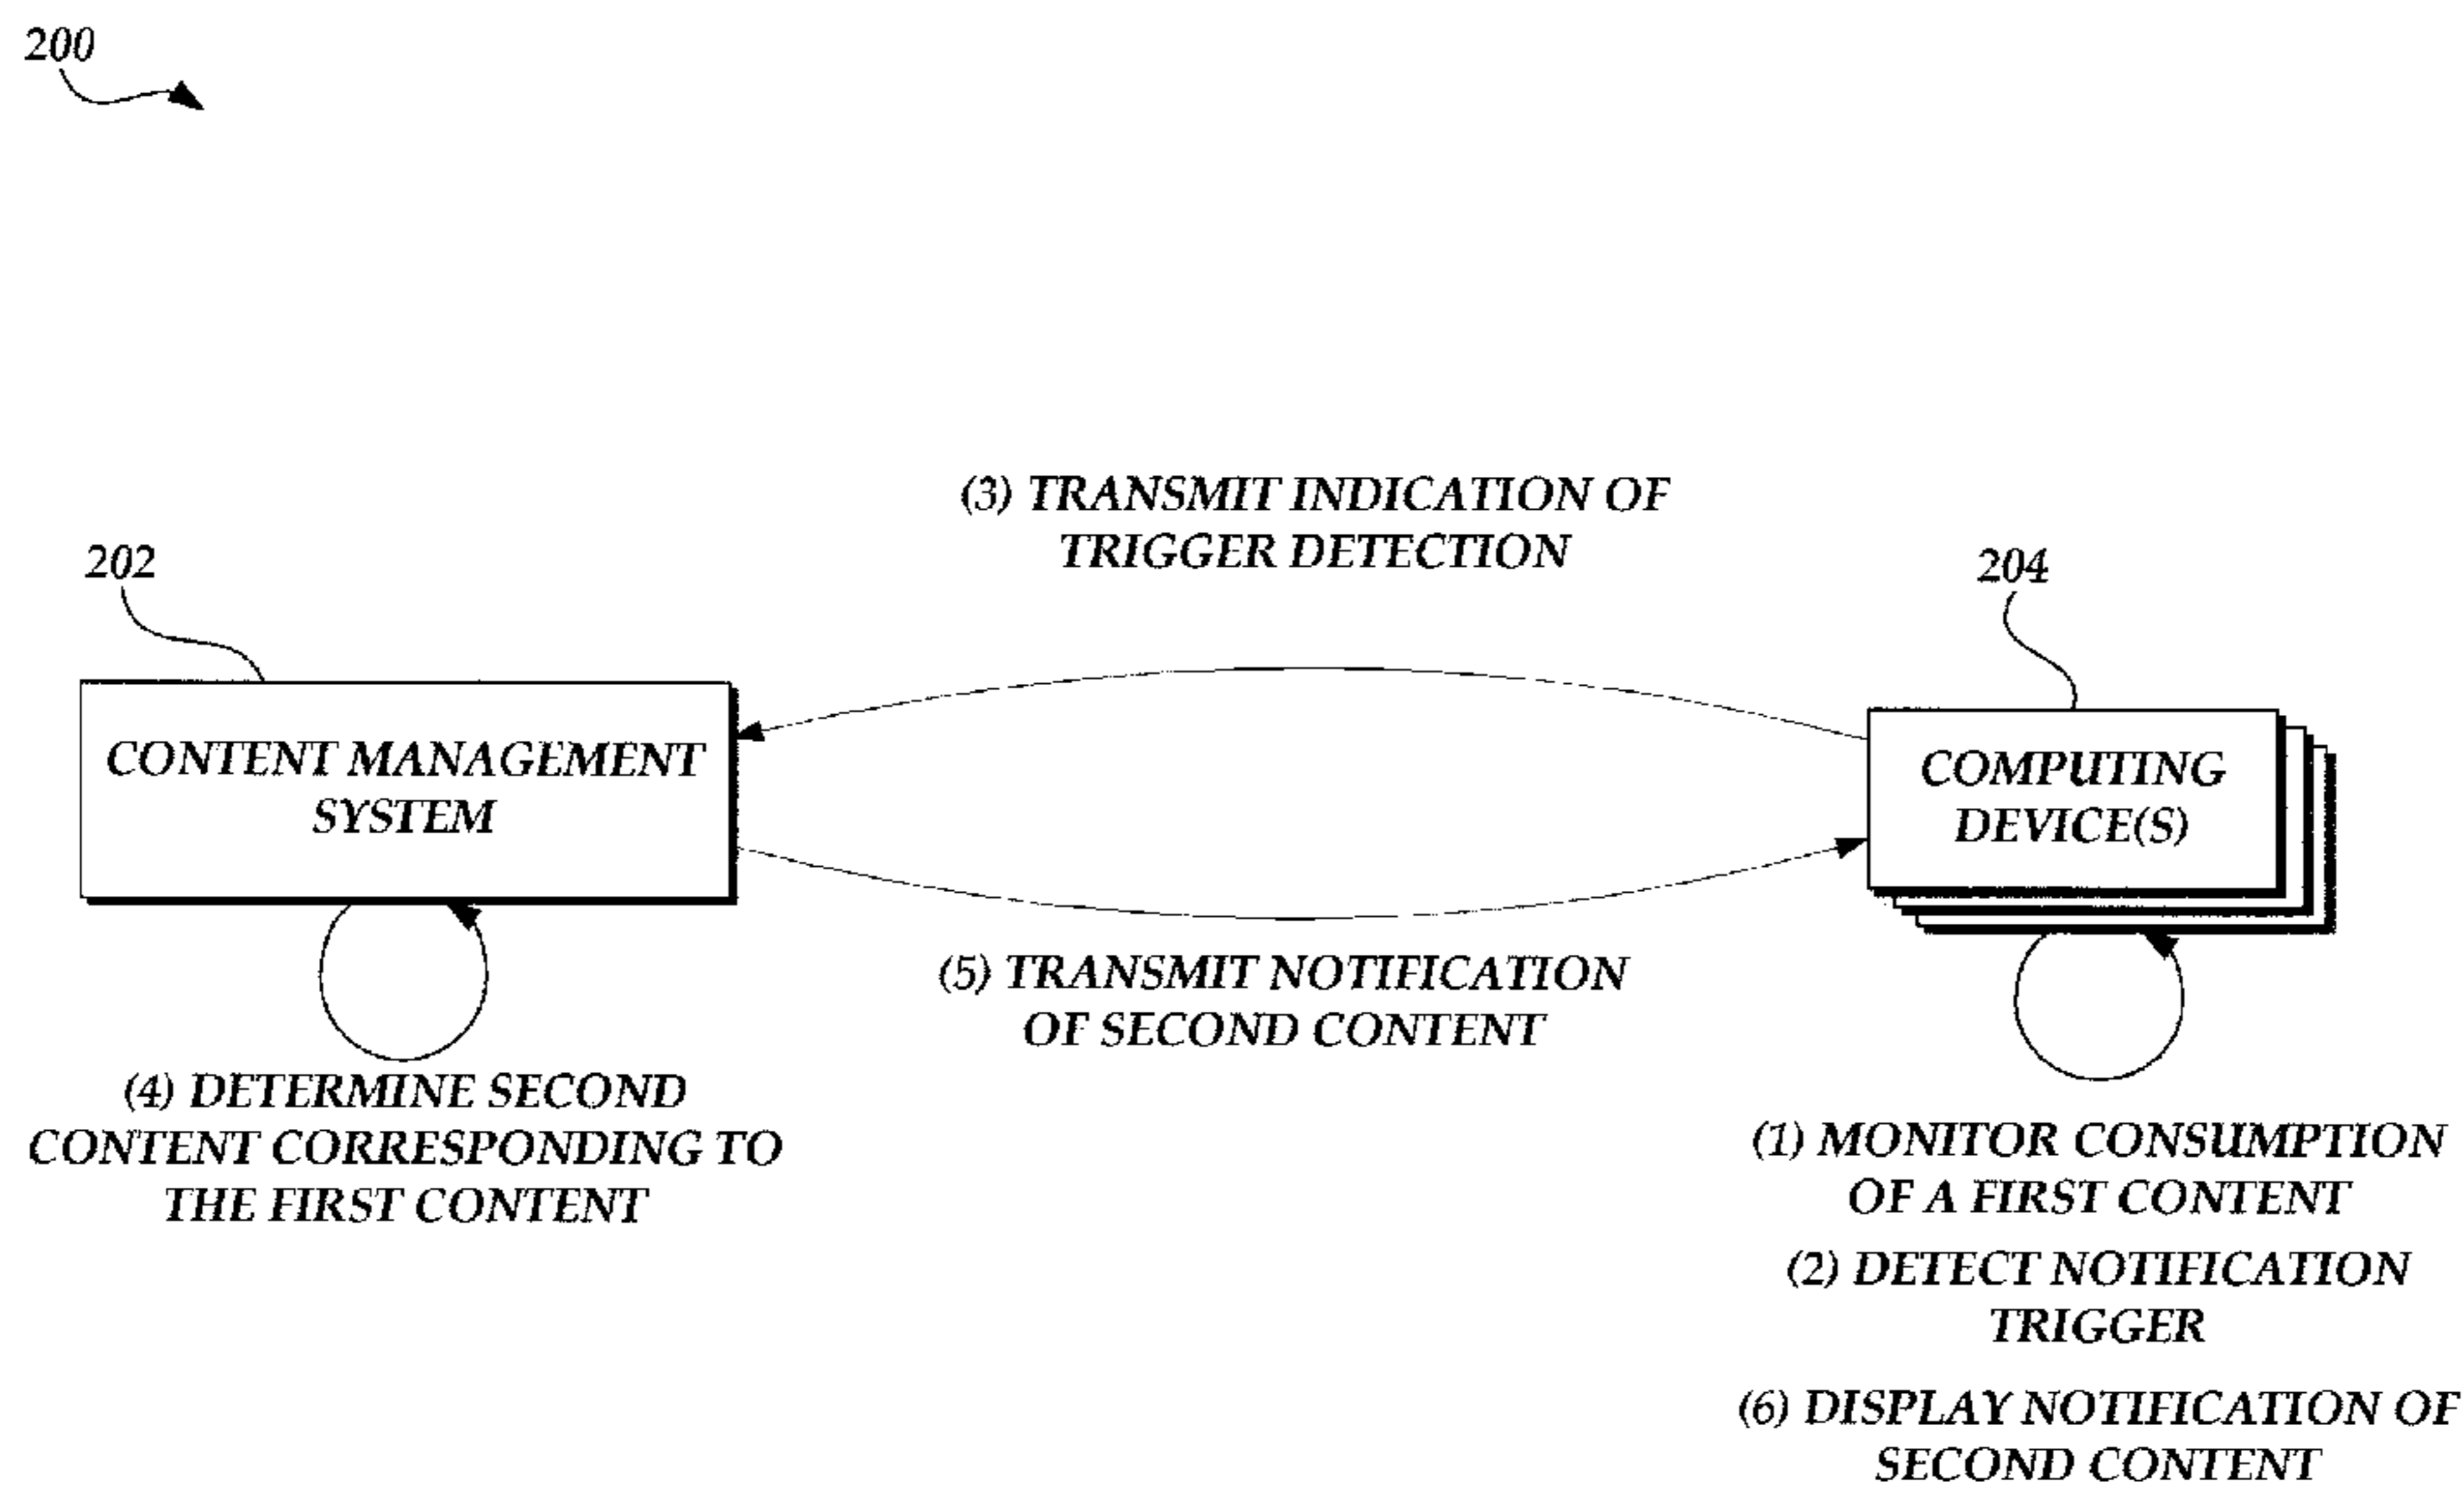 200
(3) TRANSMIT INDICATION OF
TRIGGER DETECTION
202
204
CONTENT MANAGEMENT
SYSTEM
COMPUTING
DEVICE(S)
(5) TRANSMIT NOTIFICATION
OF SECOND CONTENT
(4) DETERMINE SECOND
CONTENT CORRESPONDING TO
THE FIRST CONTENT
(1) MONITOR CONSUMPTION
OF A FIRST CONTENT
(2) DETECT NOTIFICATION
TRIGGER
(6) DISPLAY NOTIFICATION OF
SECOND CONTENT